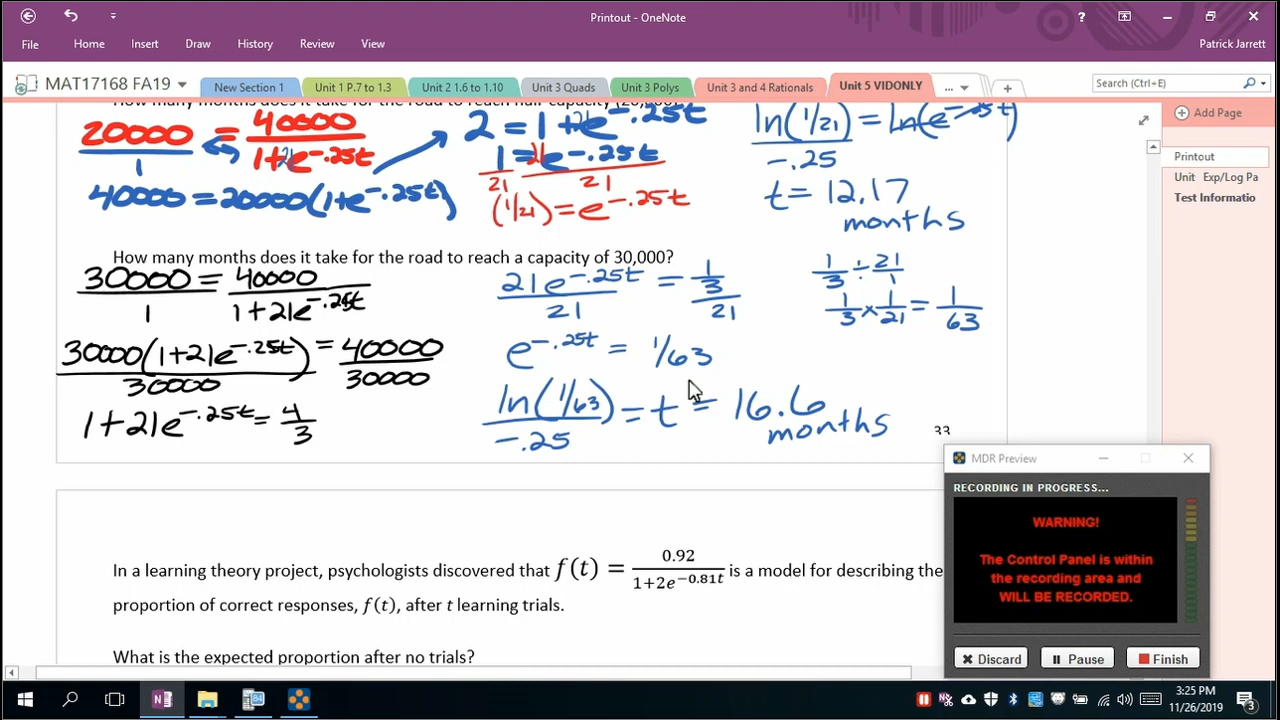 Printout - OneNote
File Home Insert Draw History Review View
Patrick Jarrett
MAT17168 FA19
New Section 1
Unit 1 P.7 to 1.3
Unit 2 1.6 to 1.10
Unit 3 Quads
Unit 3 Polys
Unit 3 and 4 Rationals
Unit 5 VIDONLY
...
Search (Ctrl+E)
Add Page
Printout
Unit Exp/Log Pa
Test Informatio
20000/1 = 40000/1+21e^-.25t
40000=20000(1+e^-.25t)
2=1+21e^-.25t
1/21=21e^-.25t/21
(1/21)=e^-.25t
ln(1/21)/-.25=ln(e^-.25t)
t=12.17
months
How many months does it take for the road to reach a capacity of 30,000?
30000/1=40000/1+21e^-.25t
30000(1+21e^-.25t)/30000=40000/30000
1+21e^-.25t=4/3
21e^-.25t/21=1/3/21
e^-.25t=1/63
ln(1/63)/-.25=t=16.6
months
1/3÷21/1
1/3×1/21=1/63
33
In a learning theory project, psychologists discovered that f(t)=0.92/1+2e^−0.81t is a model for describing the
proportion of correct responses, f(t), after t learning trials.
What is the expected proportion after no trials?
MDR Preview
RECORDING IN PROGRESS...
WARNING!
The Control Panel is within
the recording area and
WILL BE RECORDED.
Discard Pause Finish
3:25 PM
11/26/2019
3